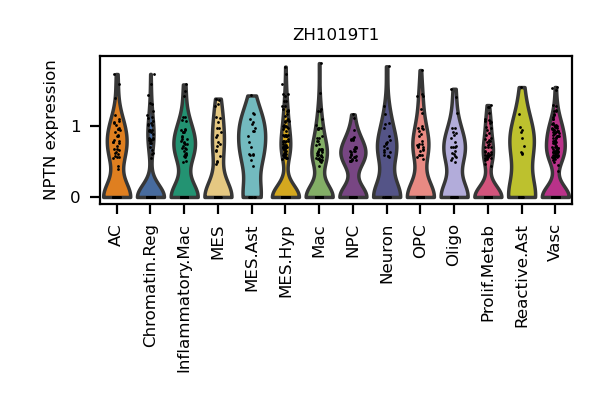 ZH1019T1
NPTN expression
1
0
AC
Chromatin.Reg
Inflammatory.Mac
MES
MES.Ast
MES.Hyp
Mac
NPC
Neuron
OPC
Oligo
Prolif.Metab
Reactive.Ast
Vasc